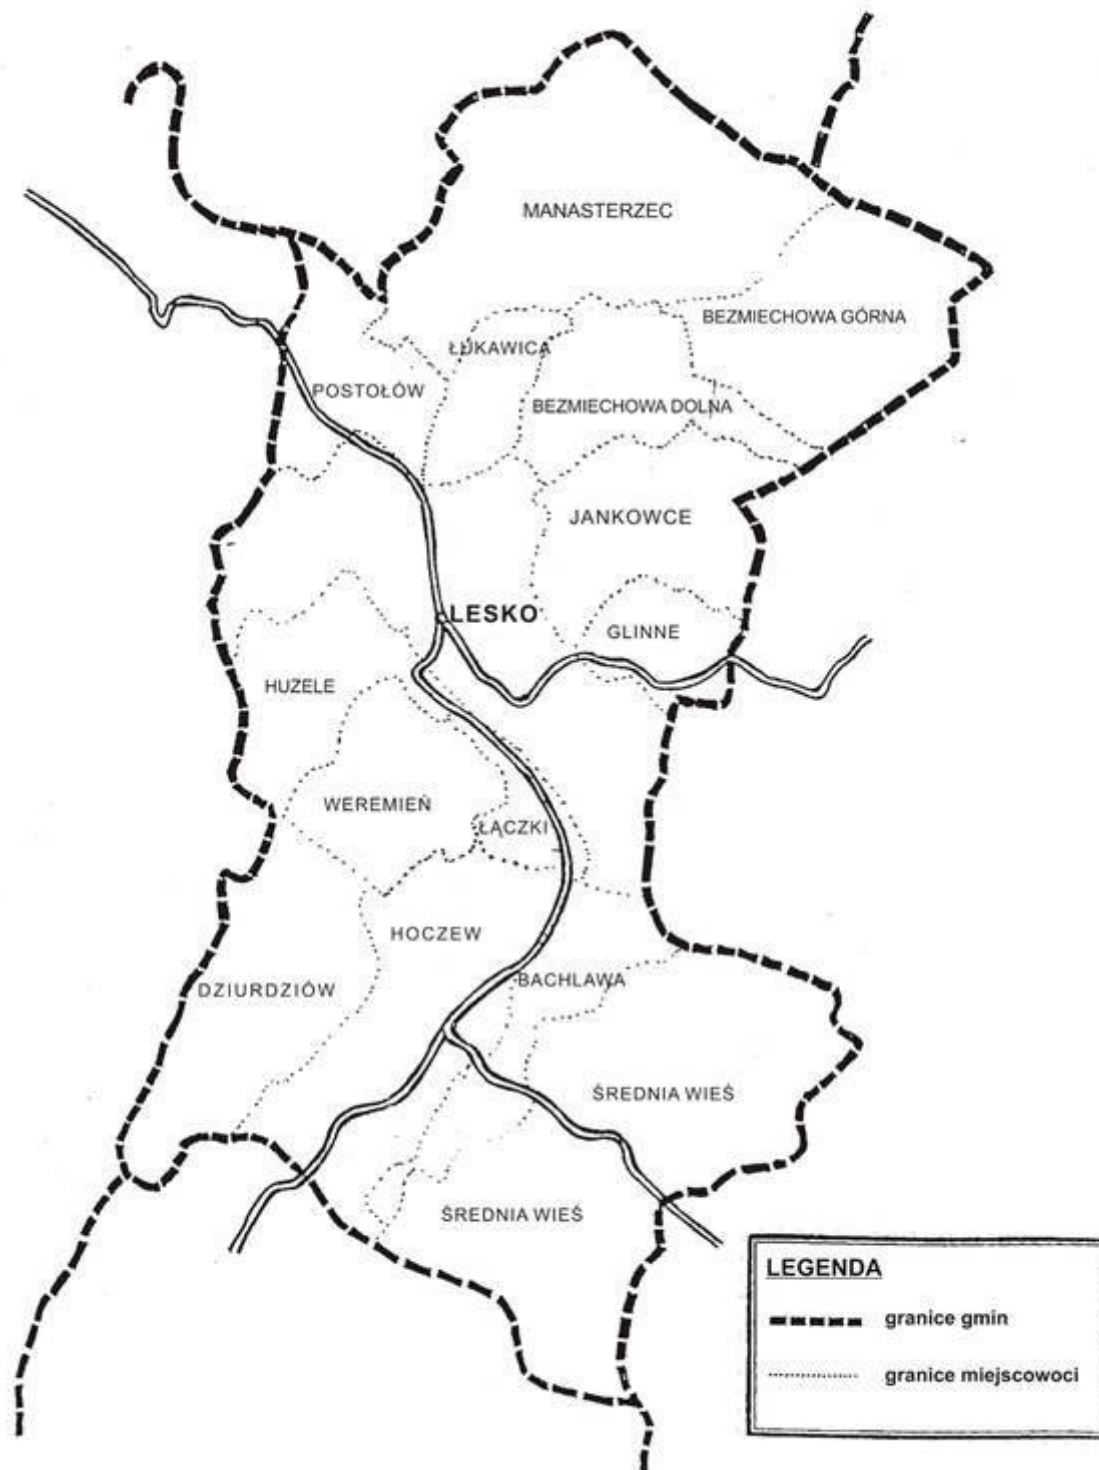 MANASTERZEC
BEZMIECHOWA GÓRNA
ŁUKAWICA
POSTOŁÓW
BEZMIECHOWA DOLNA
JANKOWCE
LESKO
GLINNE
HUZELE
WEREMIEŃ
ŁĄCZKI
HOCZEW
BACHLAWA
DZIURDZIÓW
ŚREDNIA WIEŚ
ŚREDNIA WIEŚ
LEGENDA
granice gmin
granice miejscowoci